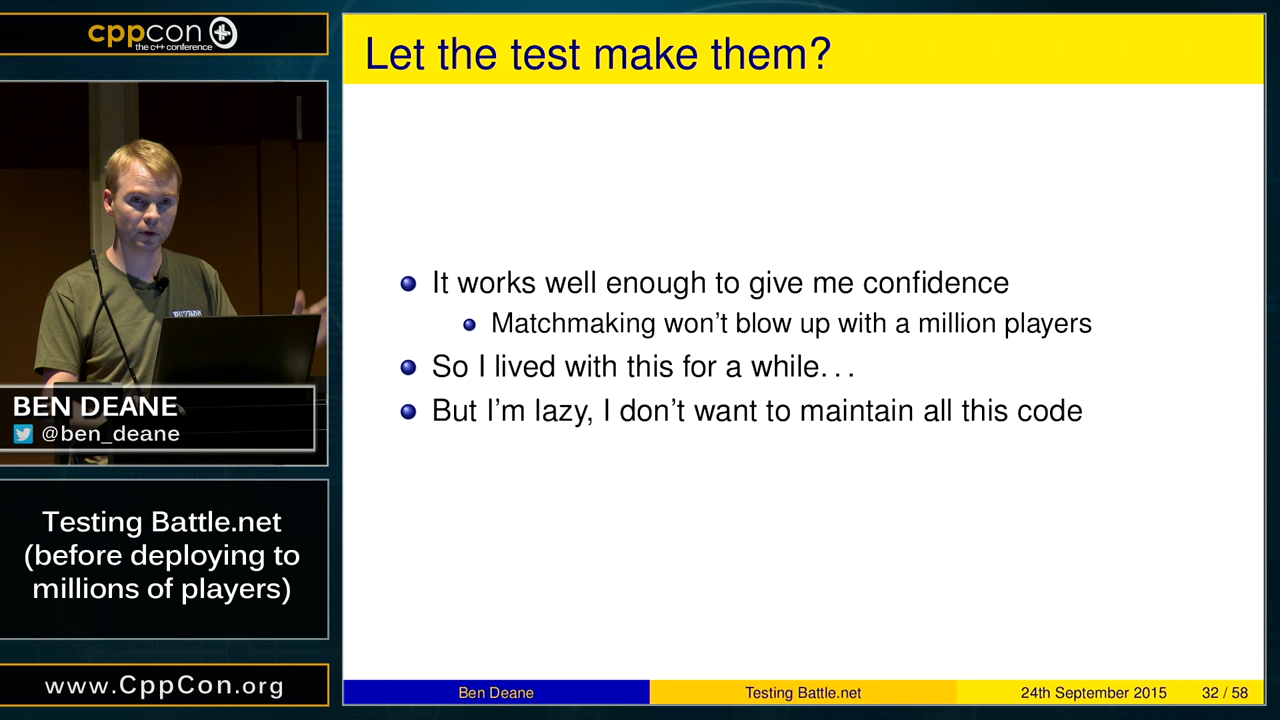 cppcon
the c++ conference
Let the test make them?
It works well enough to give me confidence
Matchmaking won't blow up with a million players
So I lived with this for a while...
But I'm lazy, I don't want to maintain all this code
BEN DEANE
@ben_deane
Testing Battle.net
(before deploying to
millions of players)
www.CppCon.org
Ben Deane Testing Battle.net 24th September 2015 32 / 58